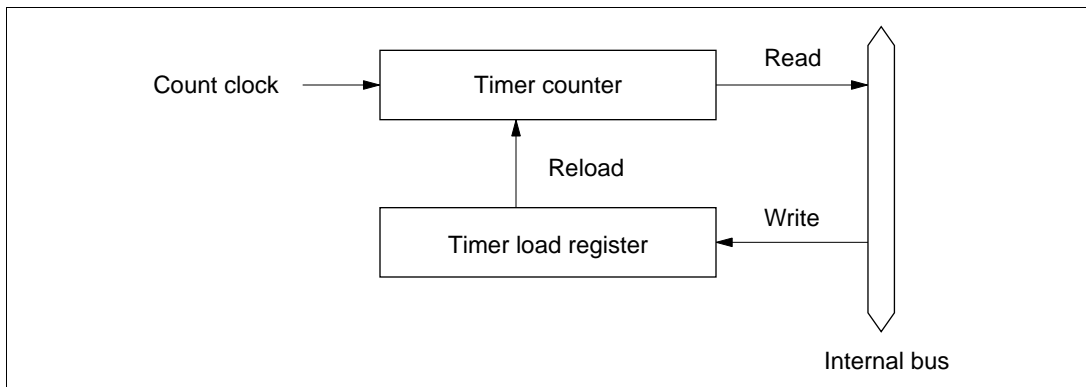 Read
Count clock
Timer counter
Reload
Write
Timer load register
Internal bus